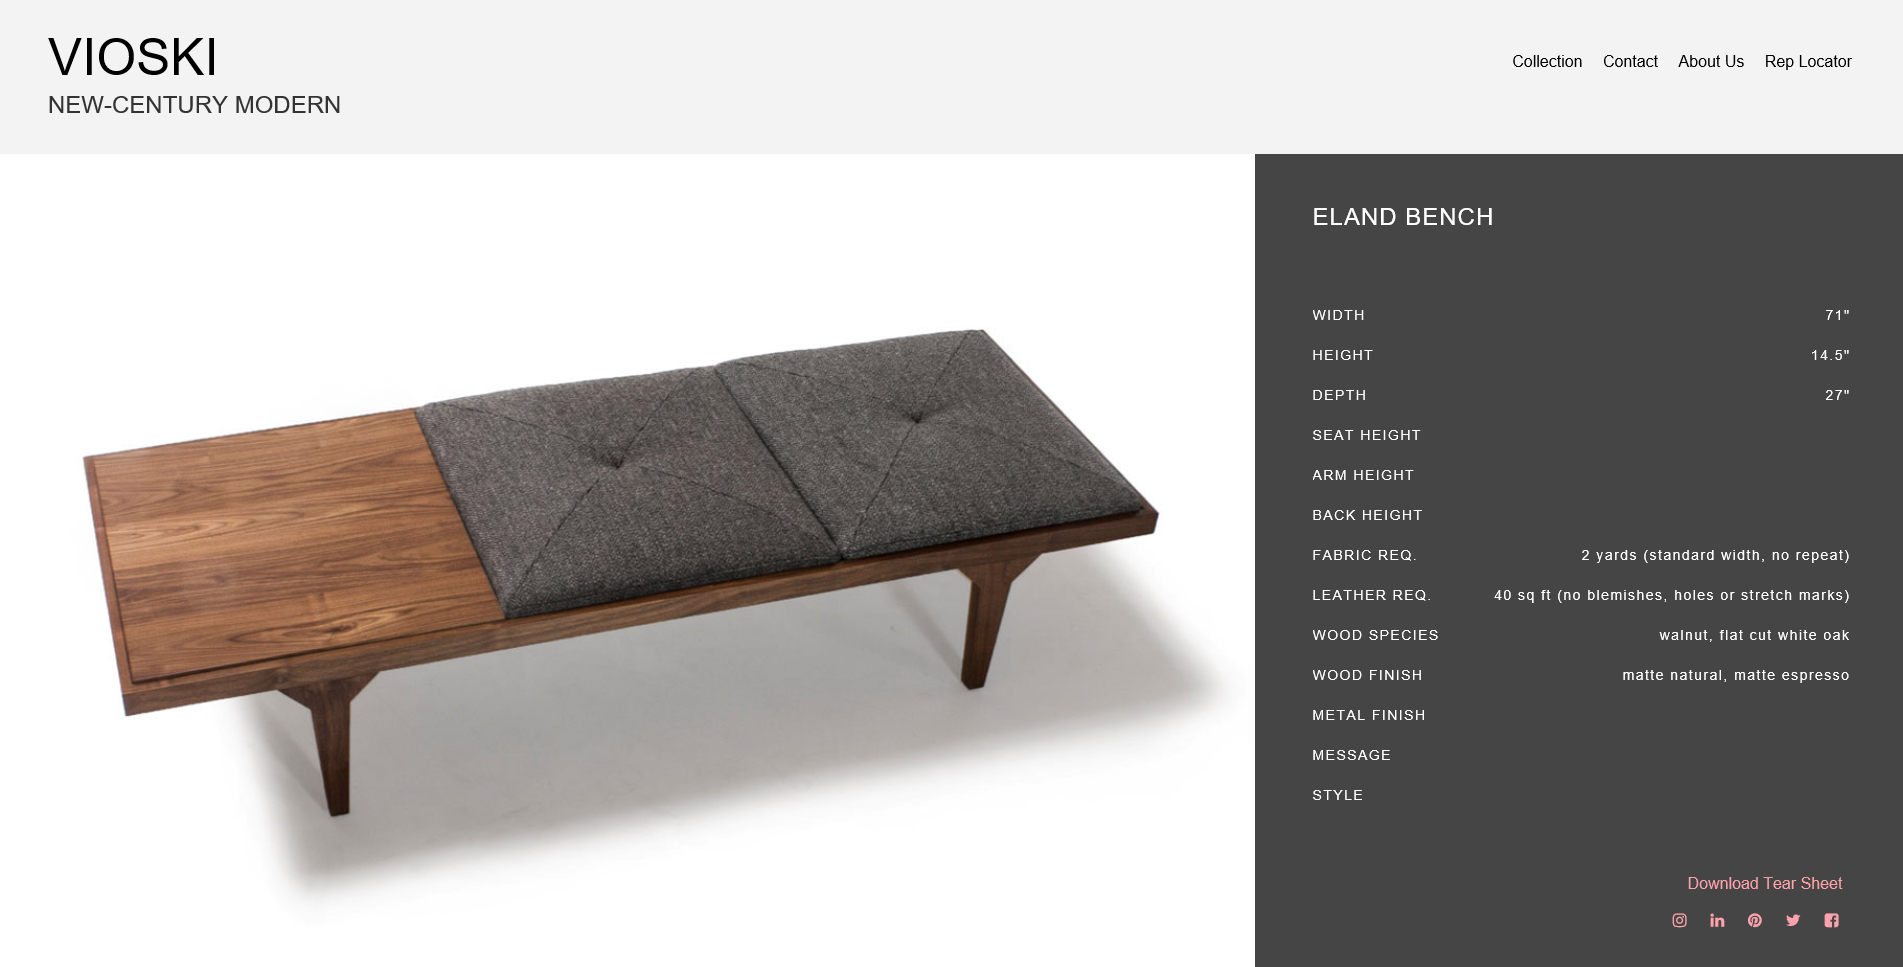 VIOSKI
NEW-CENTURY MODERN
Collection Contact About Us Rep Locator
ELAND BENCH
WIDTH 71"
HEIGHT 14.5"
DEPTH 27"
SEAT HEIGHT
ARM HEIGHT
BACK HEIGHT
FABRIC REQ. 2 yards (standard width, no repeat)
LEATHER REQ. 40 sq ft (no blemishes, holes or stretch marks)
WOOD SPECIES walnut, flat cut white oak
WOOD FINISH matte natural, matte espresso
METAL FINISH
MESSAGE
STYLE
Download Tear Sheet